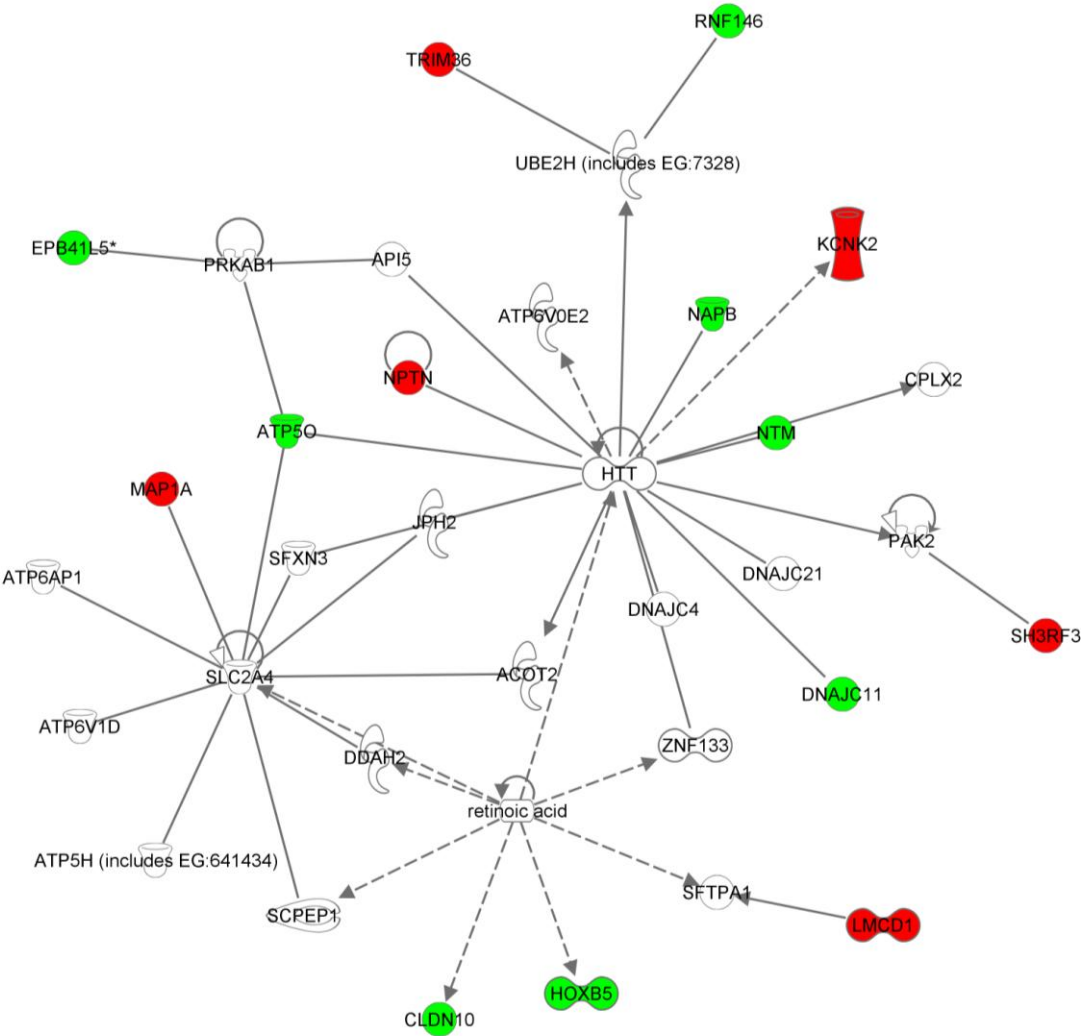 RNF146
TRIM36
UBE2H (includes EG:7328)
KCNK2
EPB41L5*
PRKAB1
API5
ATP6V0E2
NAPB
NPTN
CPLX2
ATP5O
NTM
HTT
MAP1A
JPH2
PAK2
SFXN3
DNAJC21
ATP6AP1
DNAJC4
SH3RF3
SLC2A4
ACOT2
DNAJC11
ATP6V1D
ZNF133
DDAH2
retinoic acid
ATP5H (includes EG:641434)
SFTPA1
SCPEP1
LMCD1
HOXB5
CLDN10